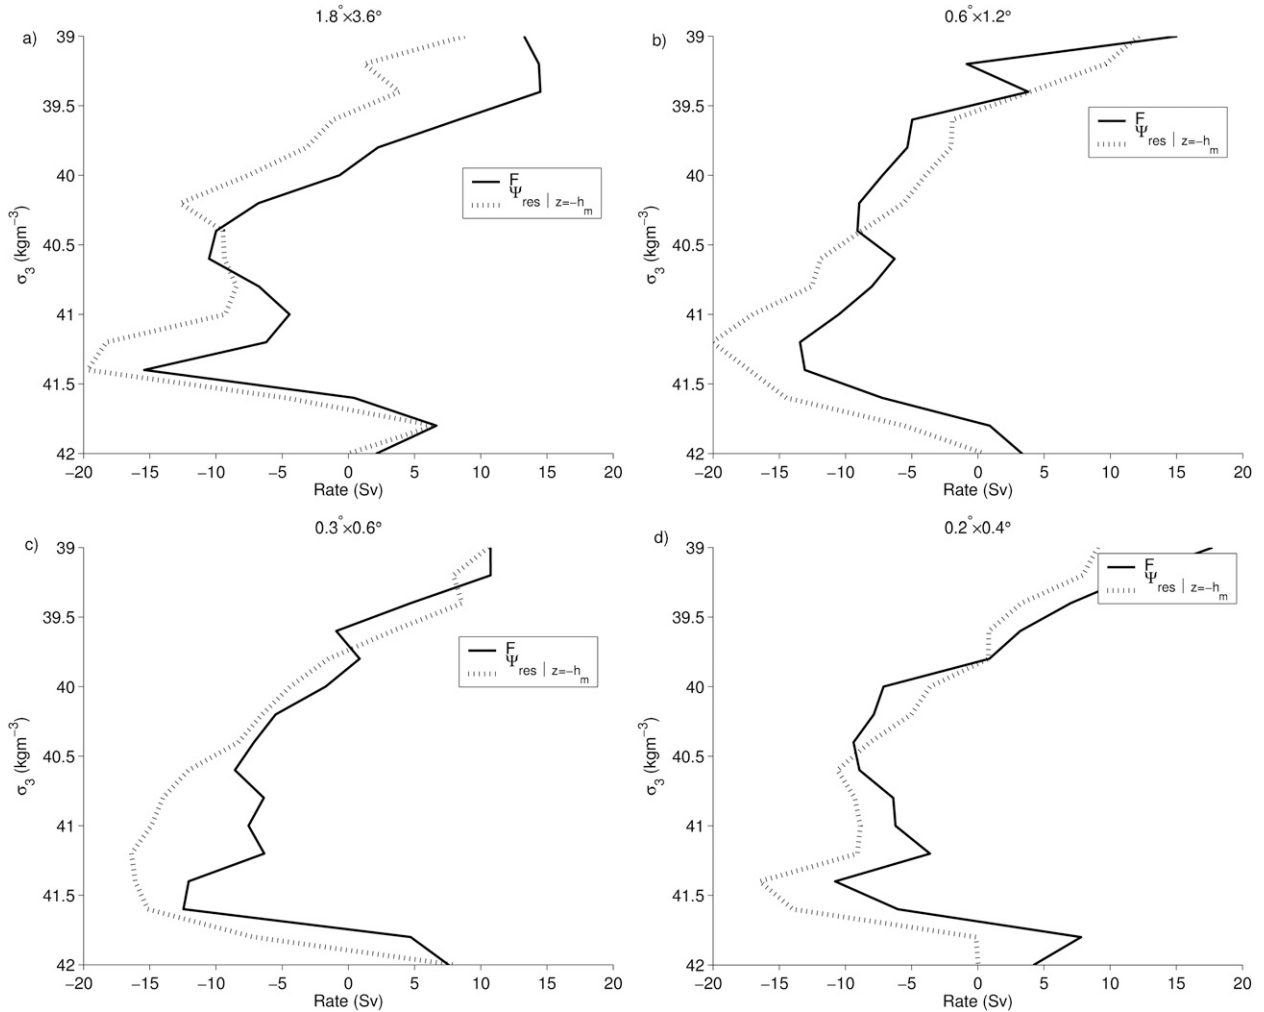 a)
1.8°×3.6°
39
39.5
40
40.5
41
41.5
42
σ3 (kgm−3)
−20 −15 −10 −5 0 5 10 15 20
Rate (Sv)
F
Ψres | z=−hm
b)
0.6°×1.2°
39
39.5
40
40.5
41
41.5
42
σ3 (kgm−3)
−20 −15 −10 −5 0 5 10 15 20
Rate (Sv)
F
Ψres | z=−hm
c)
0.3°×0.6°
39
39.5
40
40.5
41
41.5
42
σ3 (kgm−3)
−20 −15 −10 −5 0 5 10 15 20
Rate (Sv)
F
Ψres | z=−hm
d)
0.2°×0.4°
39
39.5
40
40.5
41
41.5
42
σ3 (kgm−3)
−20 −15 −10 −5 0 5 10 15 20
Rate (Sv)
F
Ψres | z=−hm